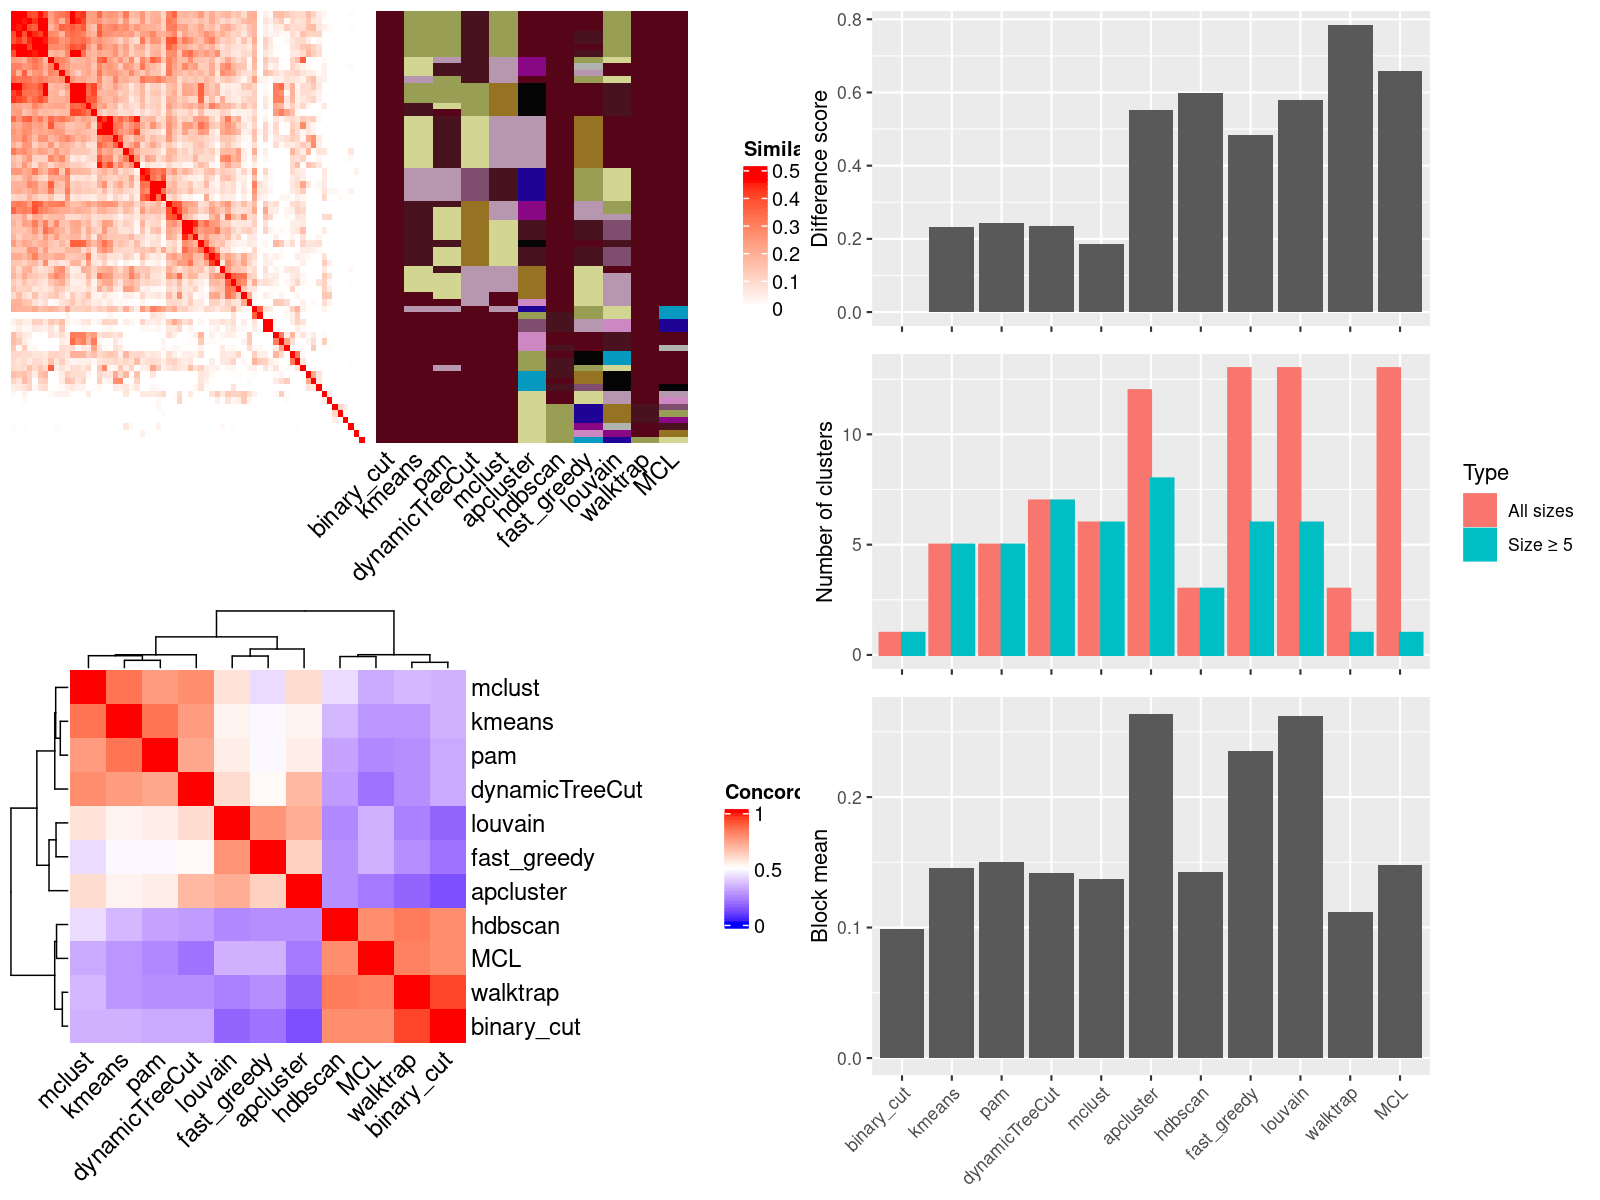 Simila
0.5
0.4
0.3
0.2
0.1
0
binary_cut
kmeans
pam
dynamicTreeCut
mclust
apcluster
hdbscan
fast_greedy
louvain
walktrap
MCL
mclust
kmeans
pam
dynamicTreeCut
louvain
fast_greedy
apcluster
hdbscan
MCL
walktrap
binary_cut
mclust
kmeans
pam
dynamicTreeCut
louvain
fast_greedy
apcluster
hdbscan
MCL
walktrap
binary_cut
Concord
1
0.5
0
Difference score
0.8
0.6
0.4
0.2
0.0
Number of clusters
10
5
0
Type
All sizes
Size ≥ 5
Block mean
0.2
0.1
0.0
binary_cut
kmeans
pam
dynamicTreeCut
mclust
apcluster
hdbscan
fast_greedy
louvain
walktrap
MCL